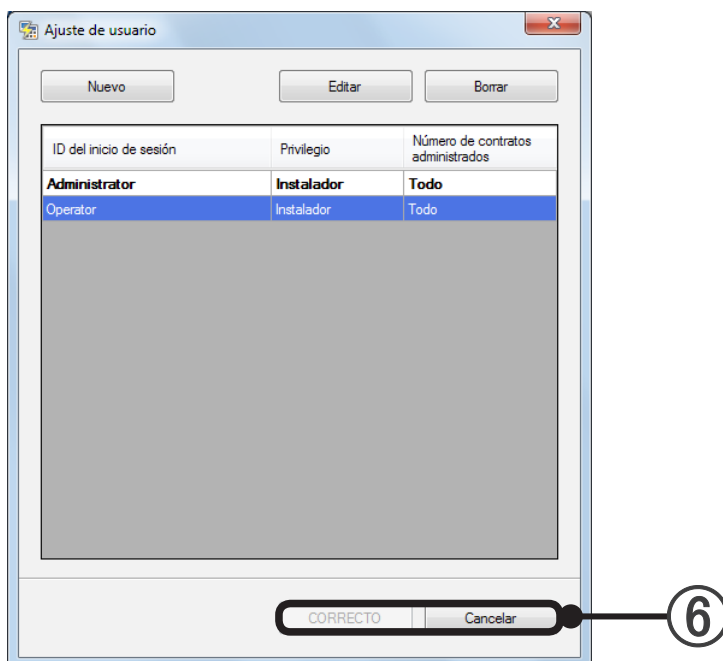 Ajuste de usuario
Nuevo Editar Borrar
ID del inicio de sesión Privilegio Número de contratos administrados
Administrator Instalador Todo
Operator Instalador Todo
CORRECTO Cancelar
6